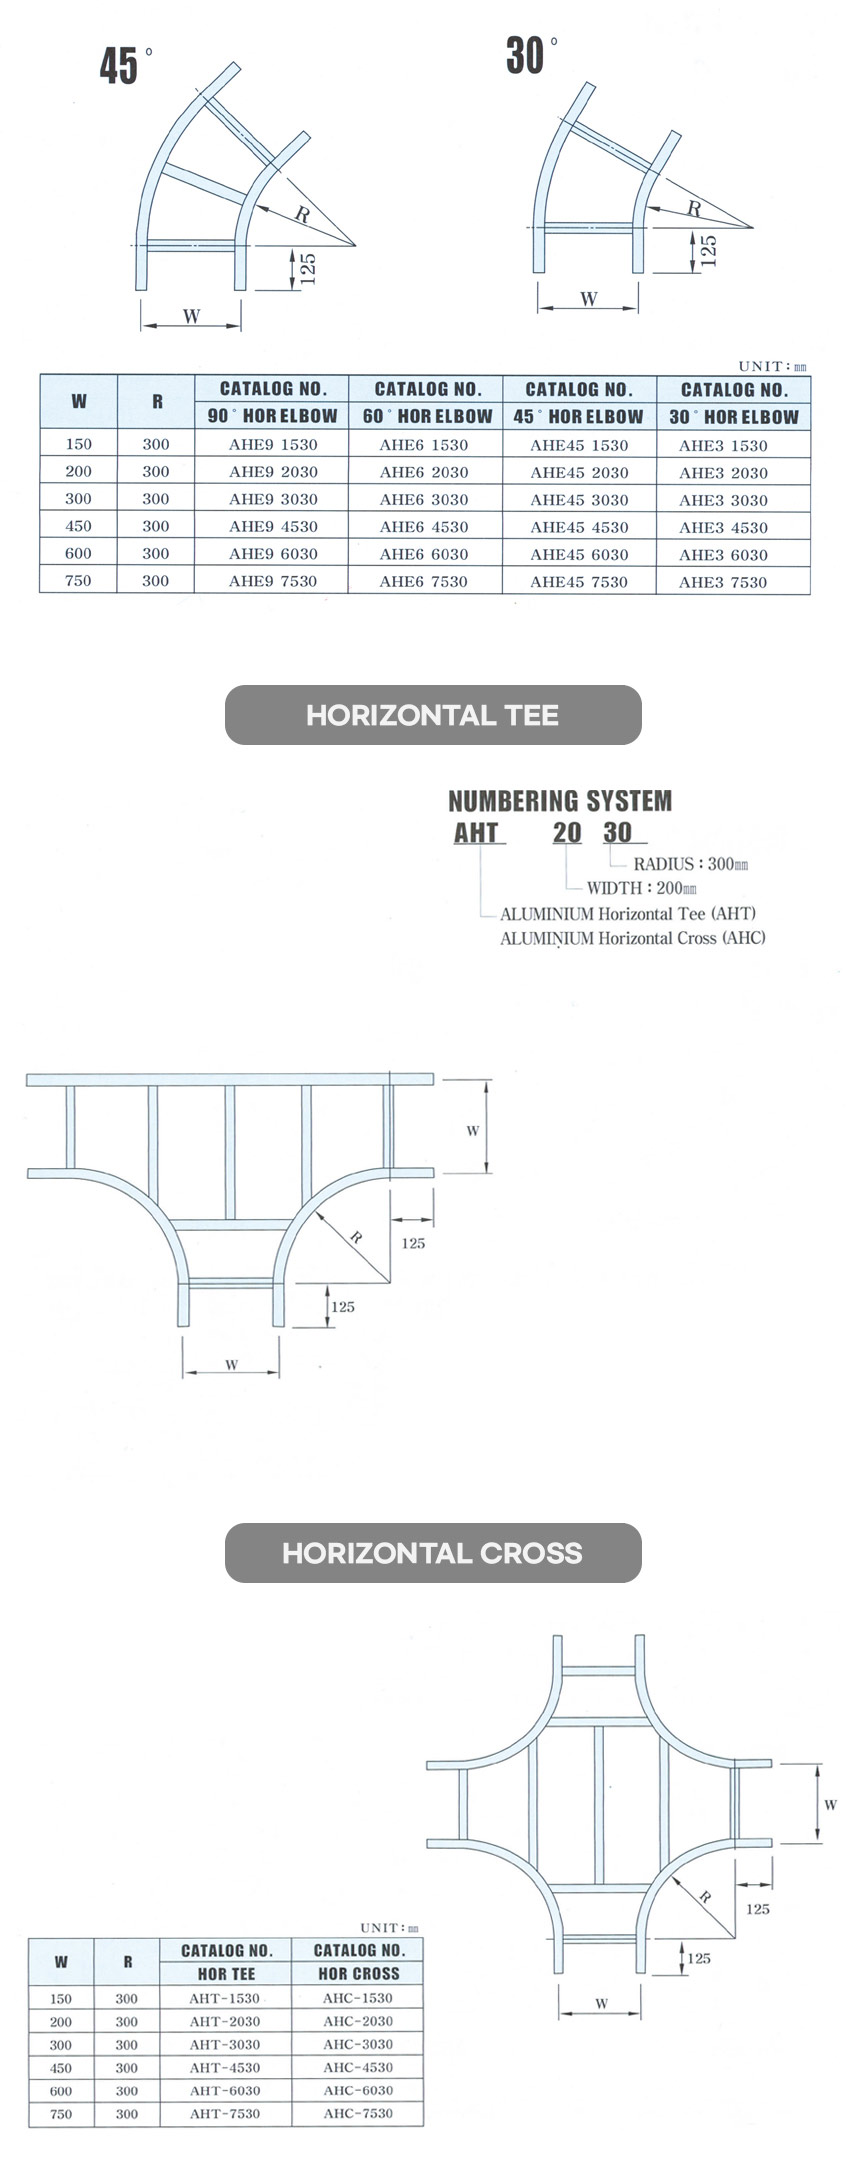 45°
30°
R
125
W
R
125
W
UNIT : mm
W R CATALOG NO. CATALOG NO. CATALOG NO. CATALOG NO.
90° HOR ELBOW 60° HOR ELBOW 45° HOR ELBOW 30° HOR ELBOW
150 300 AHE9 1530 AHE6 1530 AHE45 1530 AHE3 1530
200 300 AHE9 2030 AHE6 2030 AHE45 2030 AHE3 2030
300 300 AHE9 3030 AHE6 3030 AHE45 3030 AHE3 3030
450 300 AHE9 4530 AHE6 4530 AHE45 4530 AHE3 4530
600 300 AHE9 6030 AHE6 6030 AHE45 6030 AHE3 6030
750 300 AHE9 7530 AHE6 7530 AHE45 7530 AHE3 7530
HORIZONTAL TEE
NUMBERING SYSTEM
AHT 20 30
RADIUS : 300mm
WIDTH : 200mm
ALUMINIUM Horizontal Tee (AHT)
ALUMINIUM Horizontal Cross (AHC)
W
R
125
125
W
HORIZONTAL CROSS
W
R
125
125
W
UNIT : mm
W R CATALOG NO. CATALOG NO.
HOR TEE HOR CROSS
150 300 AHT-1530 AHC-1530
200 300 AHT-2030 AHC-2030
300 300 AHT-3030 AHC-3030
450 300 AHT-4530 AHC-4530
600 300 AHT-6030 AHC-6030
750 300 AHT-7530 AHC-7530